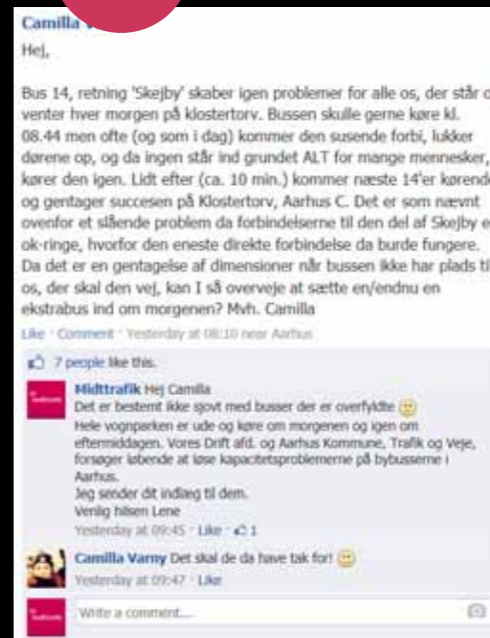 Camilla
Hej,
Bus 14, retning 'Skejby' skaber igen problemer for alle os, der står o
venter hver morgen på klostertorv. Bussen skulle gerne køre kl.
08.44 men ofte (og som i dag) kommer den susende forbi, lukker
dørene op, og da ingen står ind grundet ALT for mange mennesker,
kører den igen. Lidt efter (ca. 10 min.) kommer næste 14'er kørende
og gentager succesen på Klostertorv, Aarhus C. Det er som nævnt
ovenfor et slående problem da forbindelserne til den del af Skejby e
ok-ringe, hvorfor den eneste direkte forbindelse da burde fungere.
Da det er en gentagelse af dimensioner når bussen ikke har plads til
os, der skal den vej, kan I så overveje at sætte en/endnu en
ekstrabus ind om morgenen? Mvh. Camilla
Like · Comment · Yesterday at 08:10 near Aarhus
7 people like this.
Midttrafik Hej Camilla
Det er bestemt ikke sjovt med busser der er overfyldte
Hele vognparken er ude og køre om morgenen og igen om
eftermiddagen. Vores Drift afd. og Aarhus Kommune, Trafik og Veje,
forsøger løbende at løse kapacitetsproblemerne på bybusserne i
Aarhus.
Jeg sender dit indlæg til dem.
Venlig hilsen Lene
Yesterday at 09:45 · Like · 1
Camilla Varny Det skal de da have tak for!
Yesterday at 09:47 · Like
Write a comment...